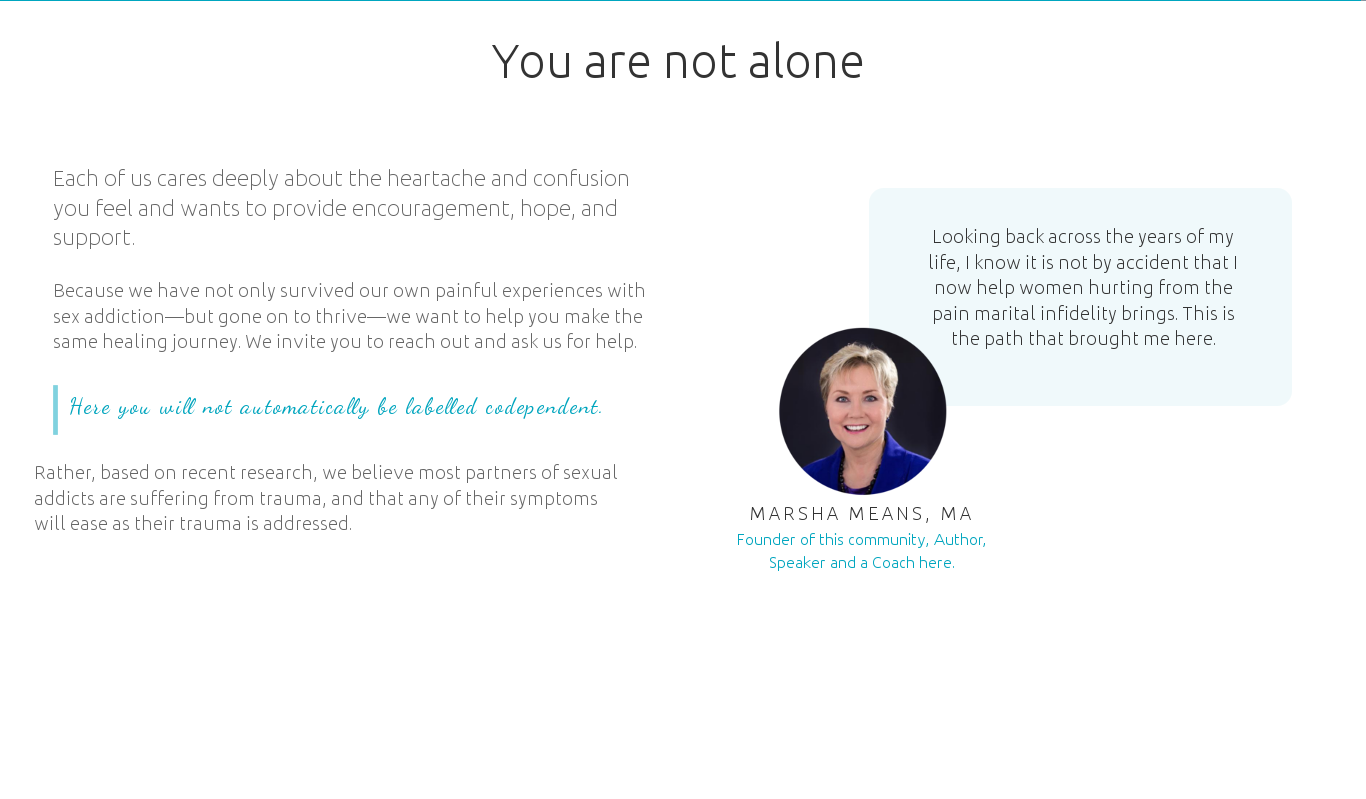 You are not alone
Each of us cares deeply about the heartache and confusion
you feel and wants to provide encouragement, hope, and
support.
Because we have not only survived our own painful experiences with
sex addiction—but gone on to thrive—we want to help you make the
same healing journey. We invite you to reach out and ask us for help.
Here you will not automatically be labelled codependent.
Rather, based on recent research, we believe most partners of sexual
addicts are suffering from trauma, and that any of their symptoms
will ease as their trauma is addressed.
Looking back across the years of my
life, I know it is not by accident that I
now help women hurting from the
pain marital infidelity brings. This is
the path that brought me here.
MARSHA MEANS, MA
Founder of this community, Author,
Speaker and a Coach here.